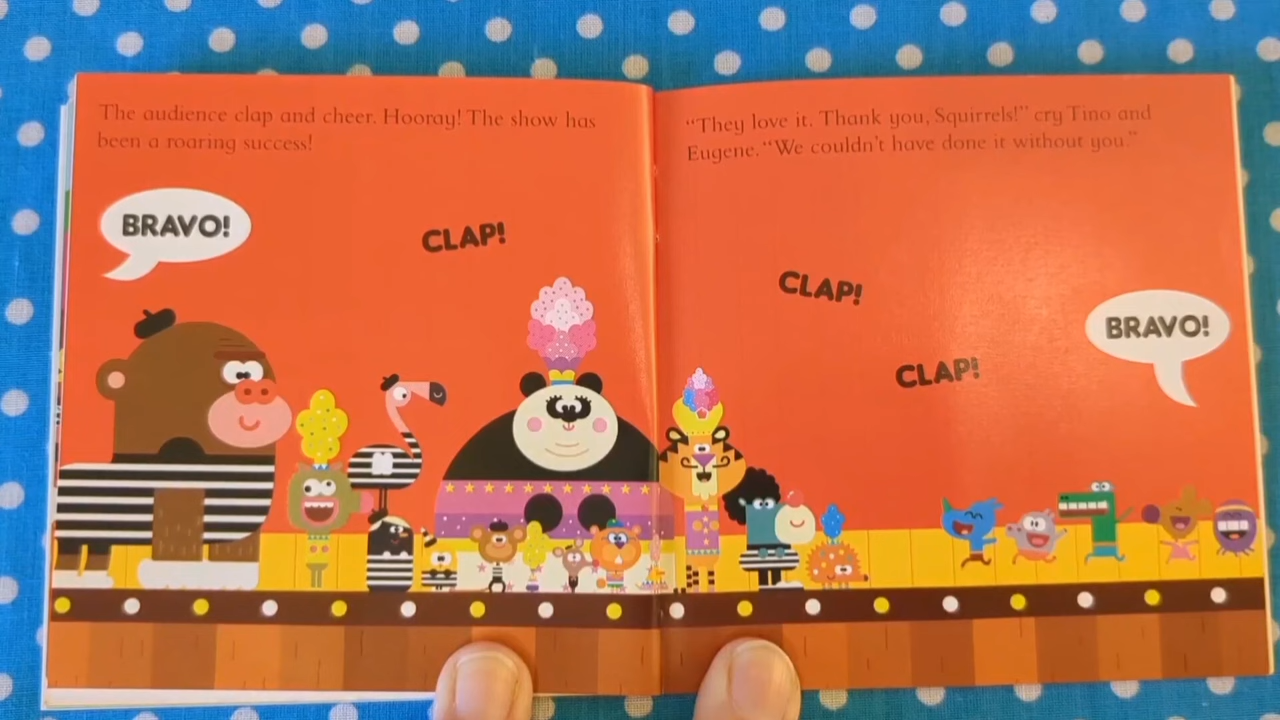 The audience clap and cheer. Hooray! The show has
been a roaring success!
BRAVO!
CLAP!
“They love it. Thank you, Squirrels!” cry Tino and
Eugene. “We couldn’t have done it without you.”
CLAP!
CLAP!
BRAVO!